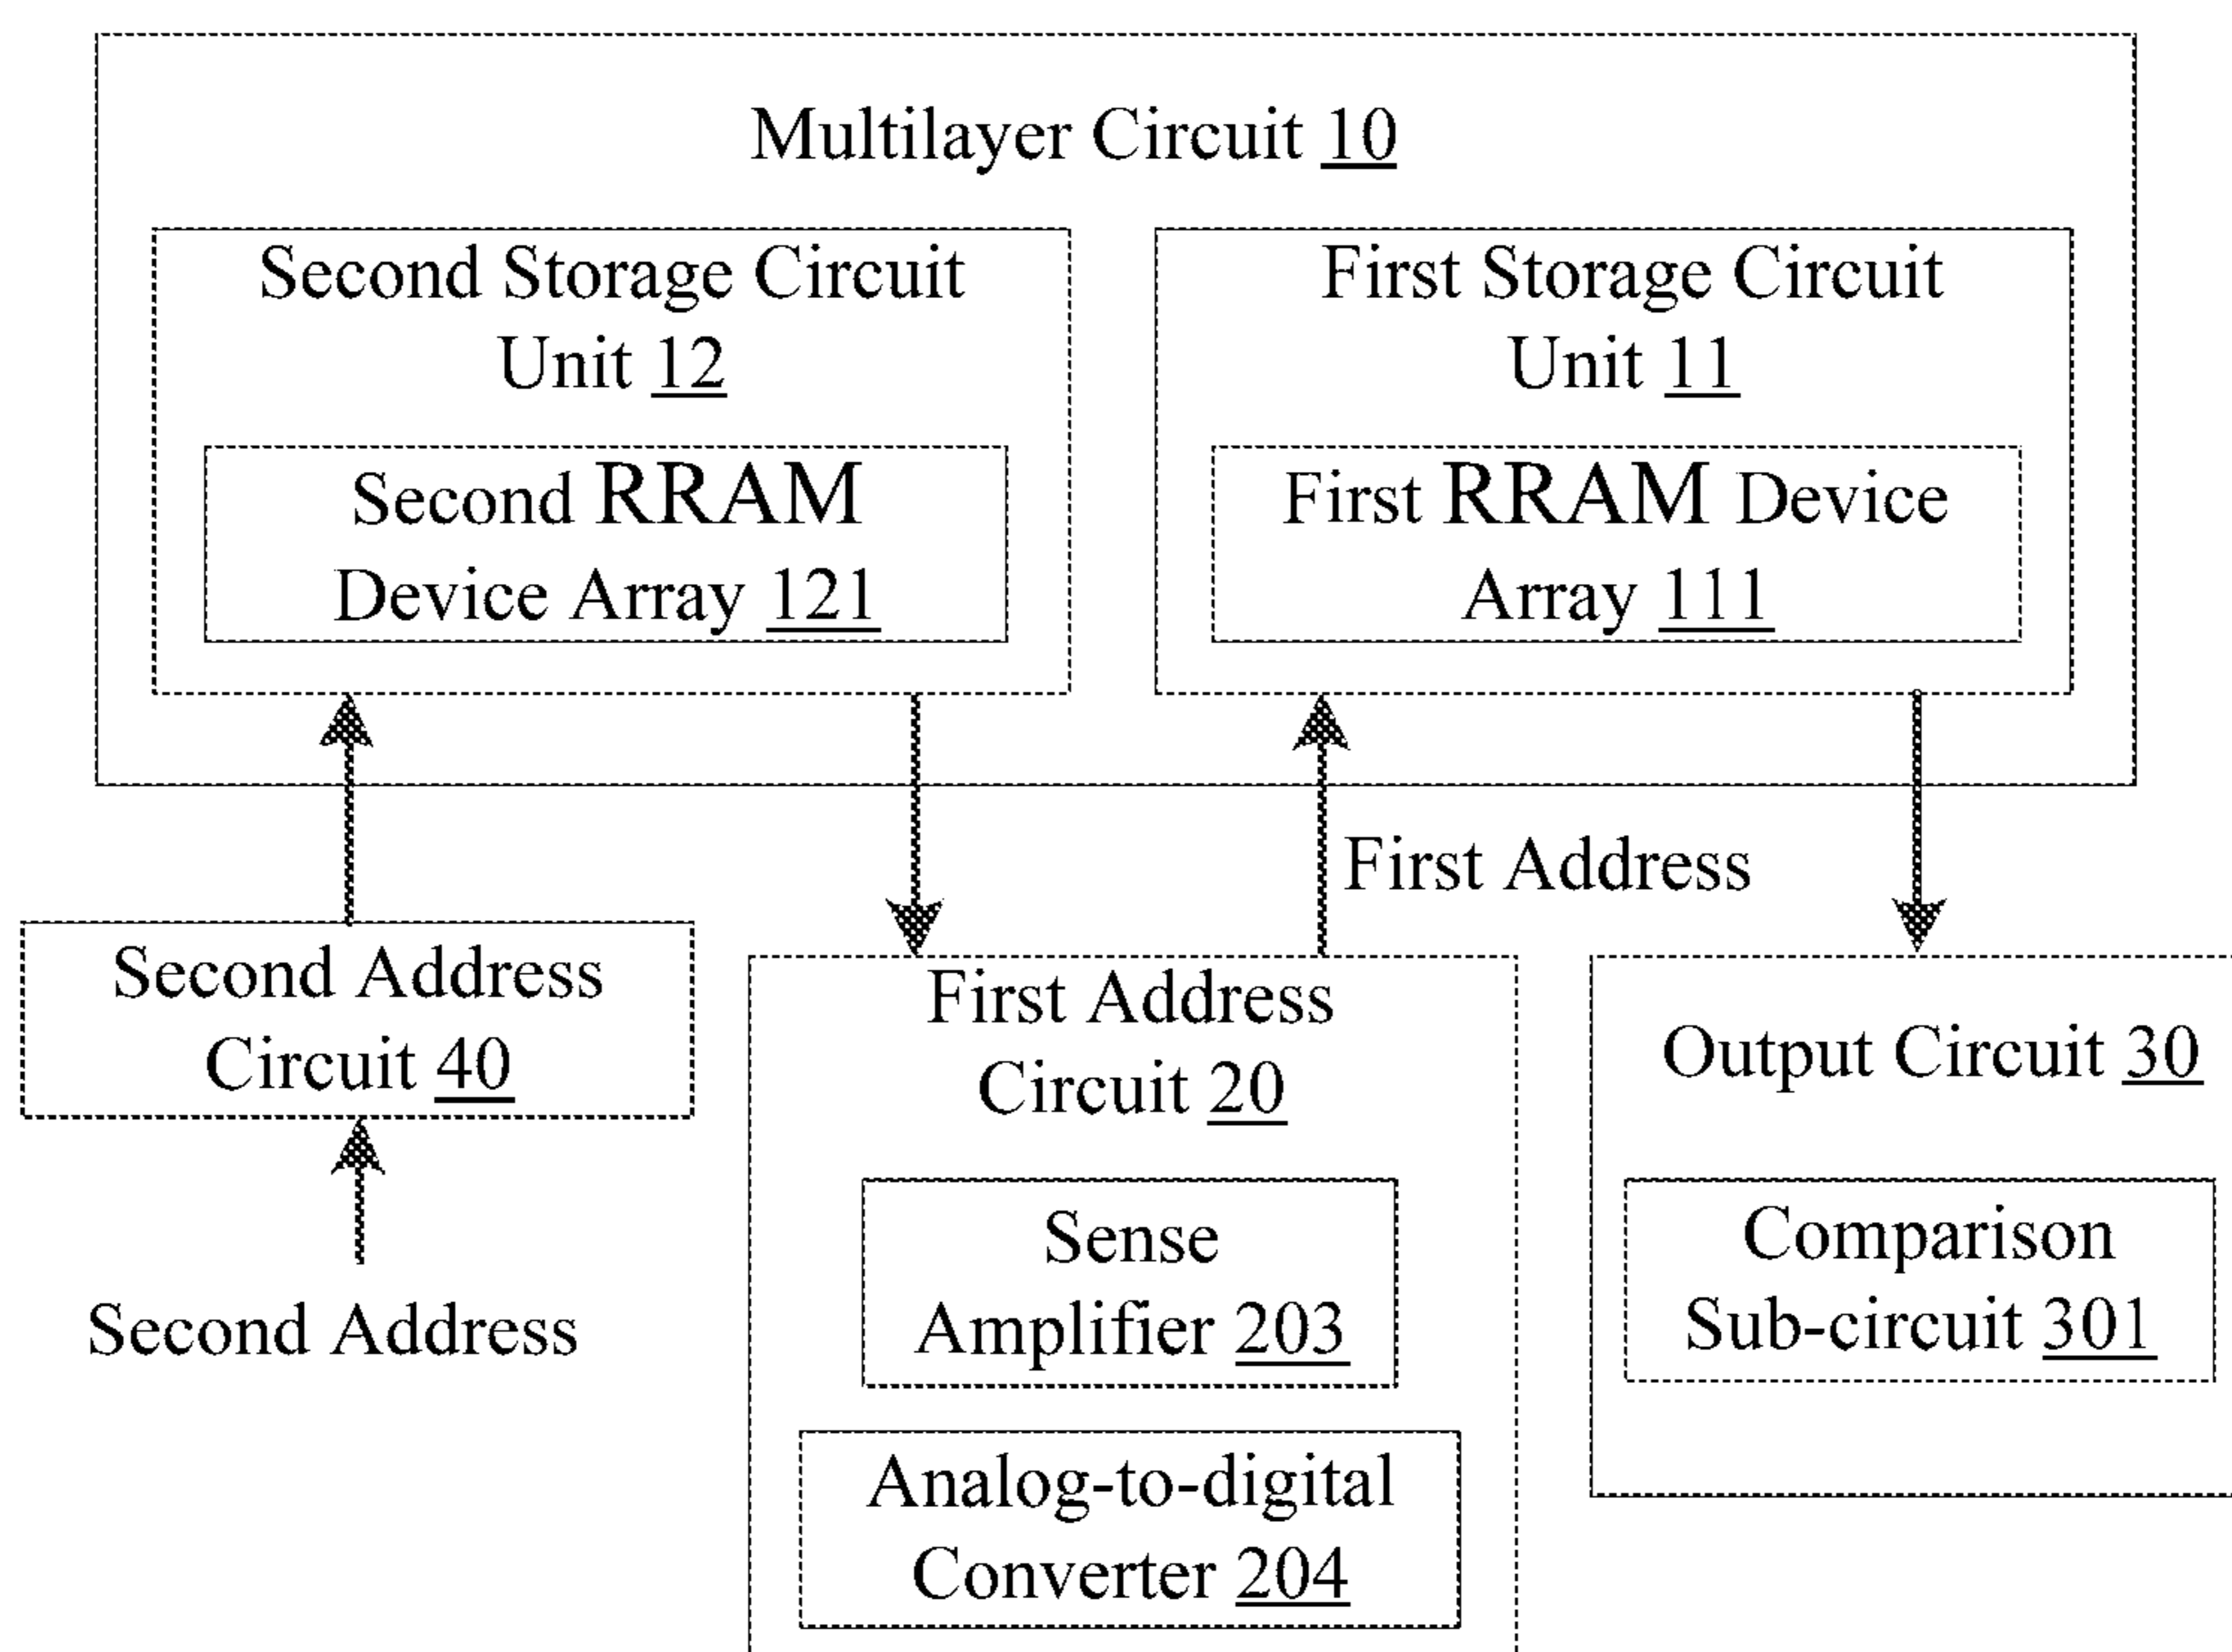 Multilayer Circuit 10
Second Storage Circuit
Unit 12
Second RRAM
Device Array 121
First Storage Circuit
Unit 11
First RRAM Device
Array 111
First Address
Second Address
Circuit 40
Second Address
First Address
Circuit 20
Sense
Amplifier 203
Analog-to-digital
Converter 204
Output Circuit 30
Comparison
Sub-circuit 301